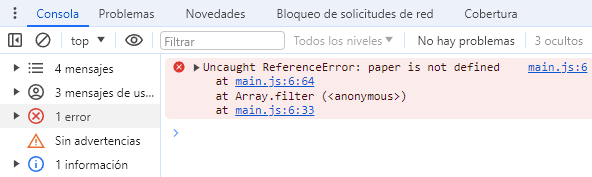 Consola Problemas Novedades Bloqueo de solicitudes de red Cobertura
top Filtrar Todos los niveles No hay problemas 3 ocultos
4 mensajes
3 mensajes de us...
1 error
Sin advertencias
1 información
Uncaught ReferenceError: paper is not defined main.js:6
at main.js:6:64
at Array.filter (<anonymous>)
at main.js:6:33